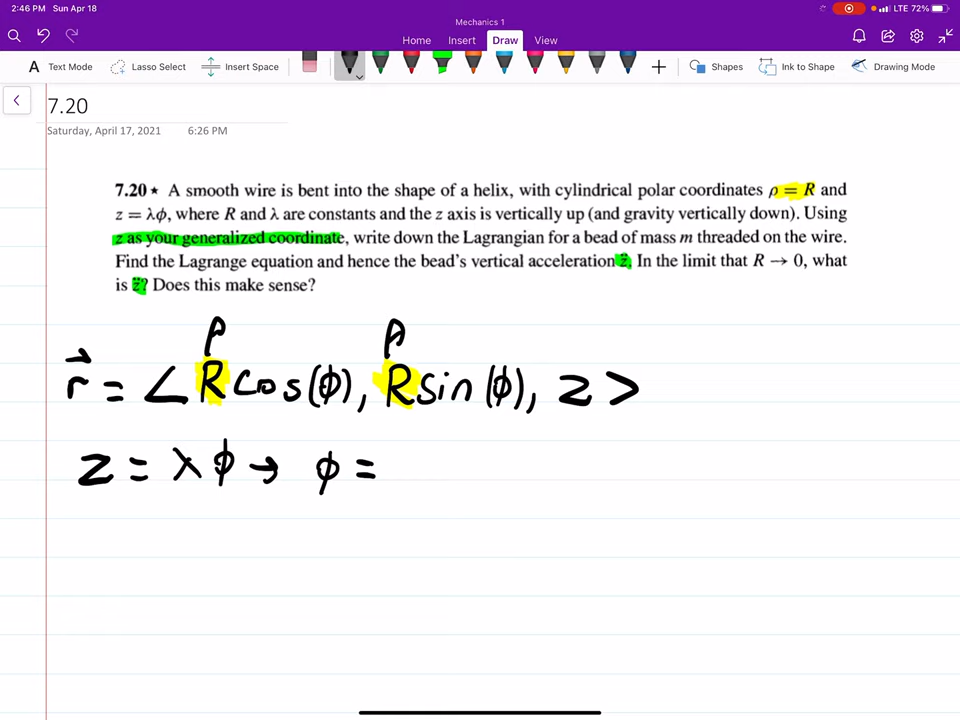 2:46 PM Sun Apr 18
LTE 72%
Mechanics 1
Home Insert Draw View
A Text Mode Lasso Select Insert Space + Shapes Ink to Shape Drawing Mode
7.20
Saturday, April 17, 2021 6:26 PM
7.20 ⋆ A smooth wire is bent into the shape of a helix, with cylindrical polar coordinates ρ = R and
z = λϕ, where R and λ are constants and the z axis is vertically up (and gravity vertically down). Using
z as your generalized coordinate, write down the Lagrangian for a bead of mass m threaded on the wire.
Find the Lagrange equation and hence the bead's vertical acceleration z̈. In the limit that R → 0, what
is z̈? Does this make sense?
ρ ρ
r⃗ = < R cos(ϕ), R sin(ϕ), z >
z = λϕ → ϕ =